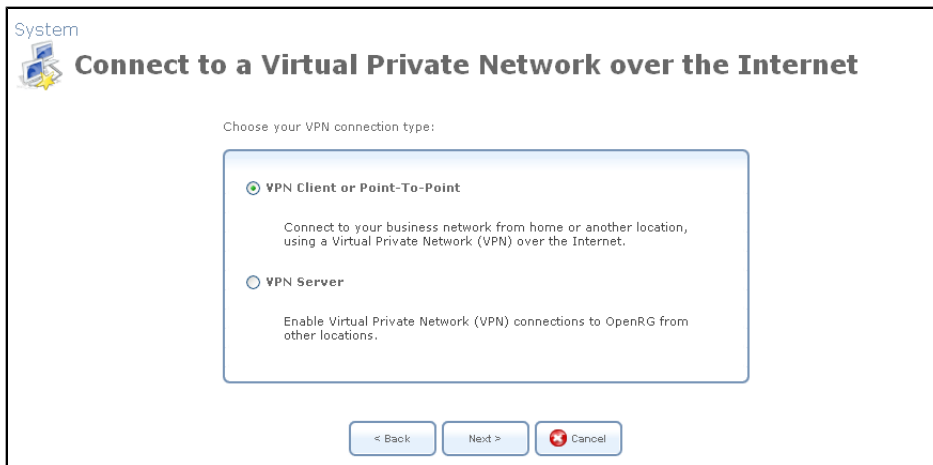 System
Connect to a Virtual Private Network over the Internet
Choose your VPN connection type:
VPN Client or Point-To-Point
Connect to your business network from home or another location,
using a Virtual Private Network (VPN) over the Internet.
VPN Server
Enable Virtual Private Network (VPN) connections to OpenRG from
other locations.
< Back
Next >
Cancel